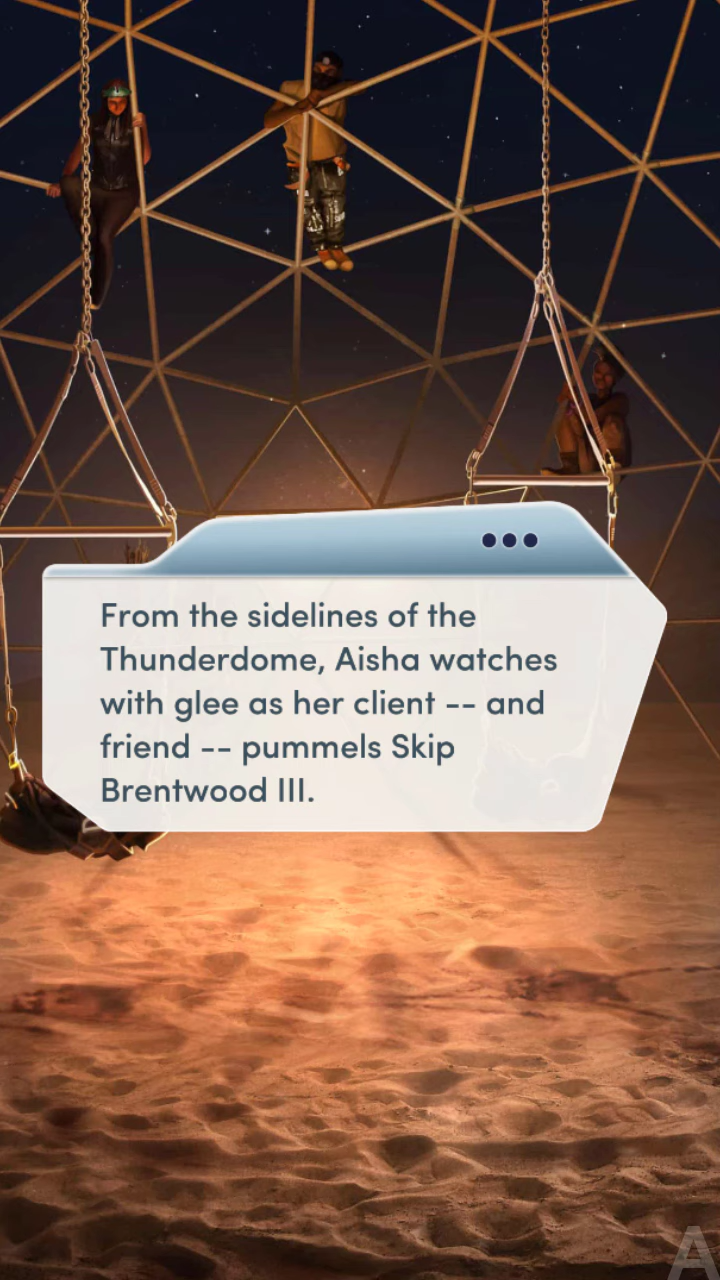 From the sidelines of the
Thunderdome, Aisha watches
with glee as her client -- and
friend -- pummels Skip
Brentwood III.
A